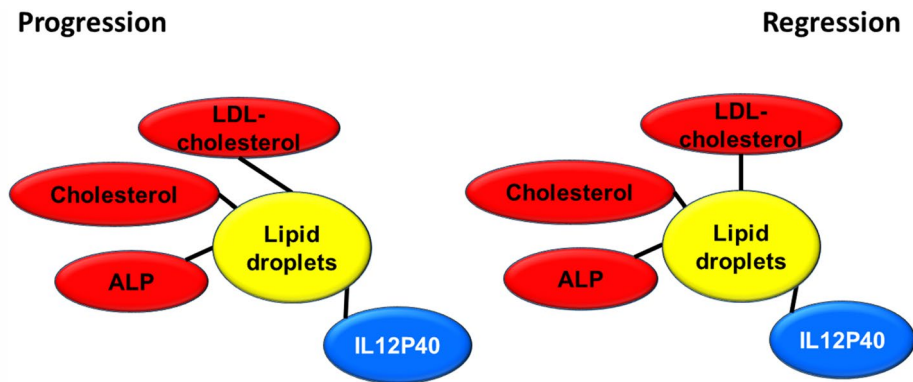 Progression
Regression
LDL-
cholesterol
Cholesterol
Lipid
droplets
ALP
IL12P40
LDL-
cholesterol
Cholesterol
Lipid
droplets
ALP
IL12P40